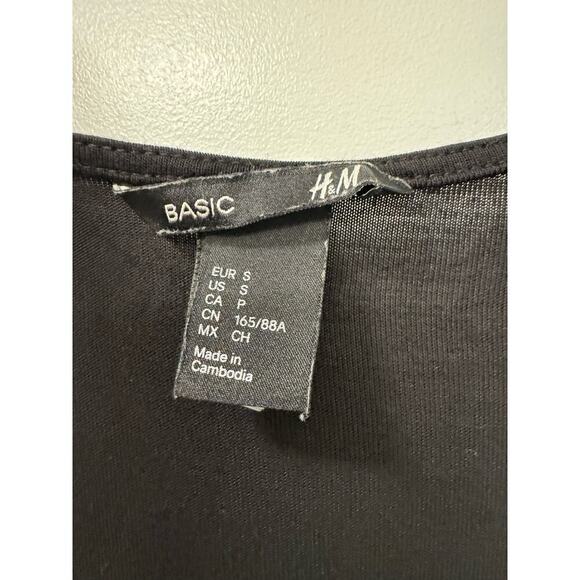 BASIC H&M
EUR S
US S
CA P
CN 165/88A
MX CH
Made in
Cambodia